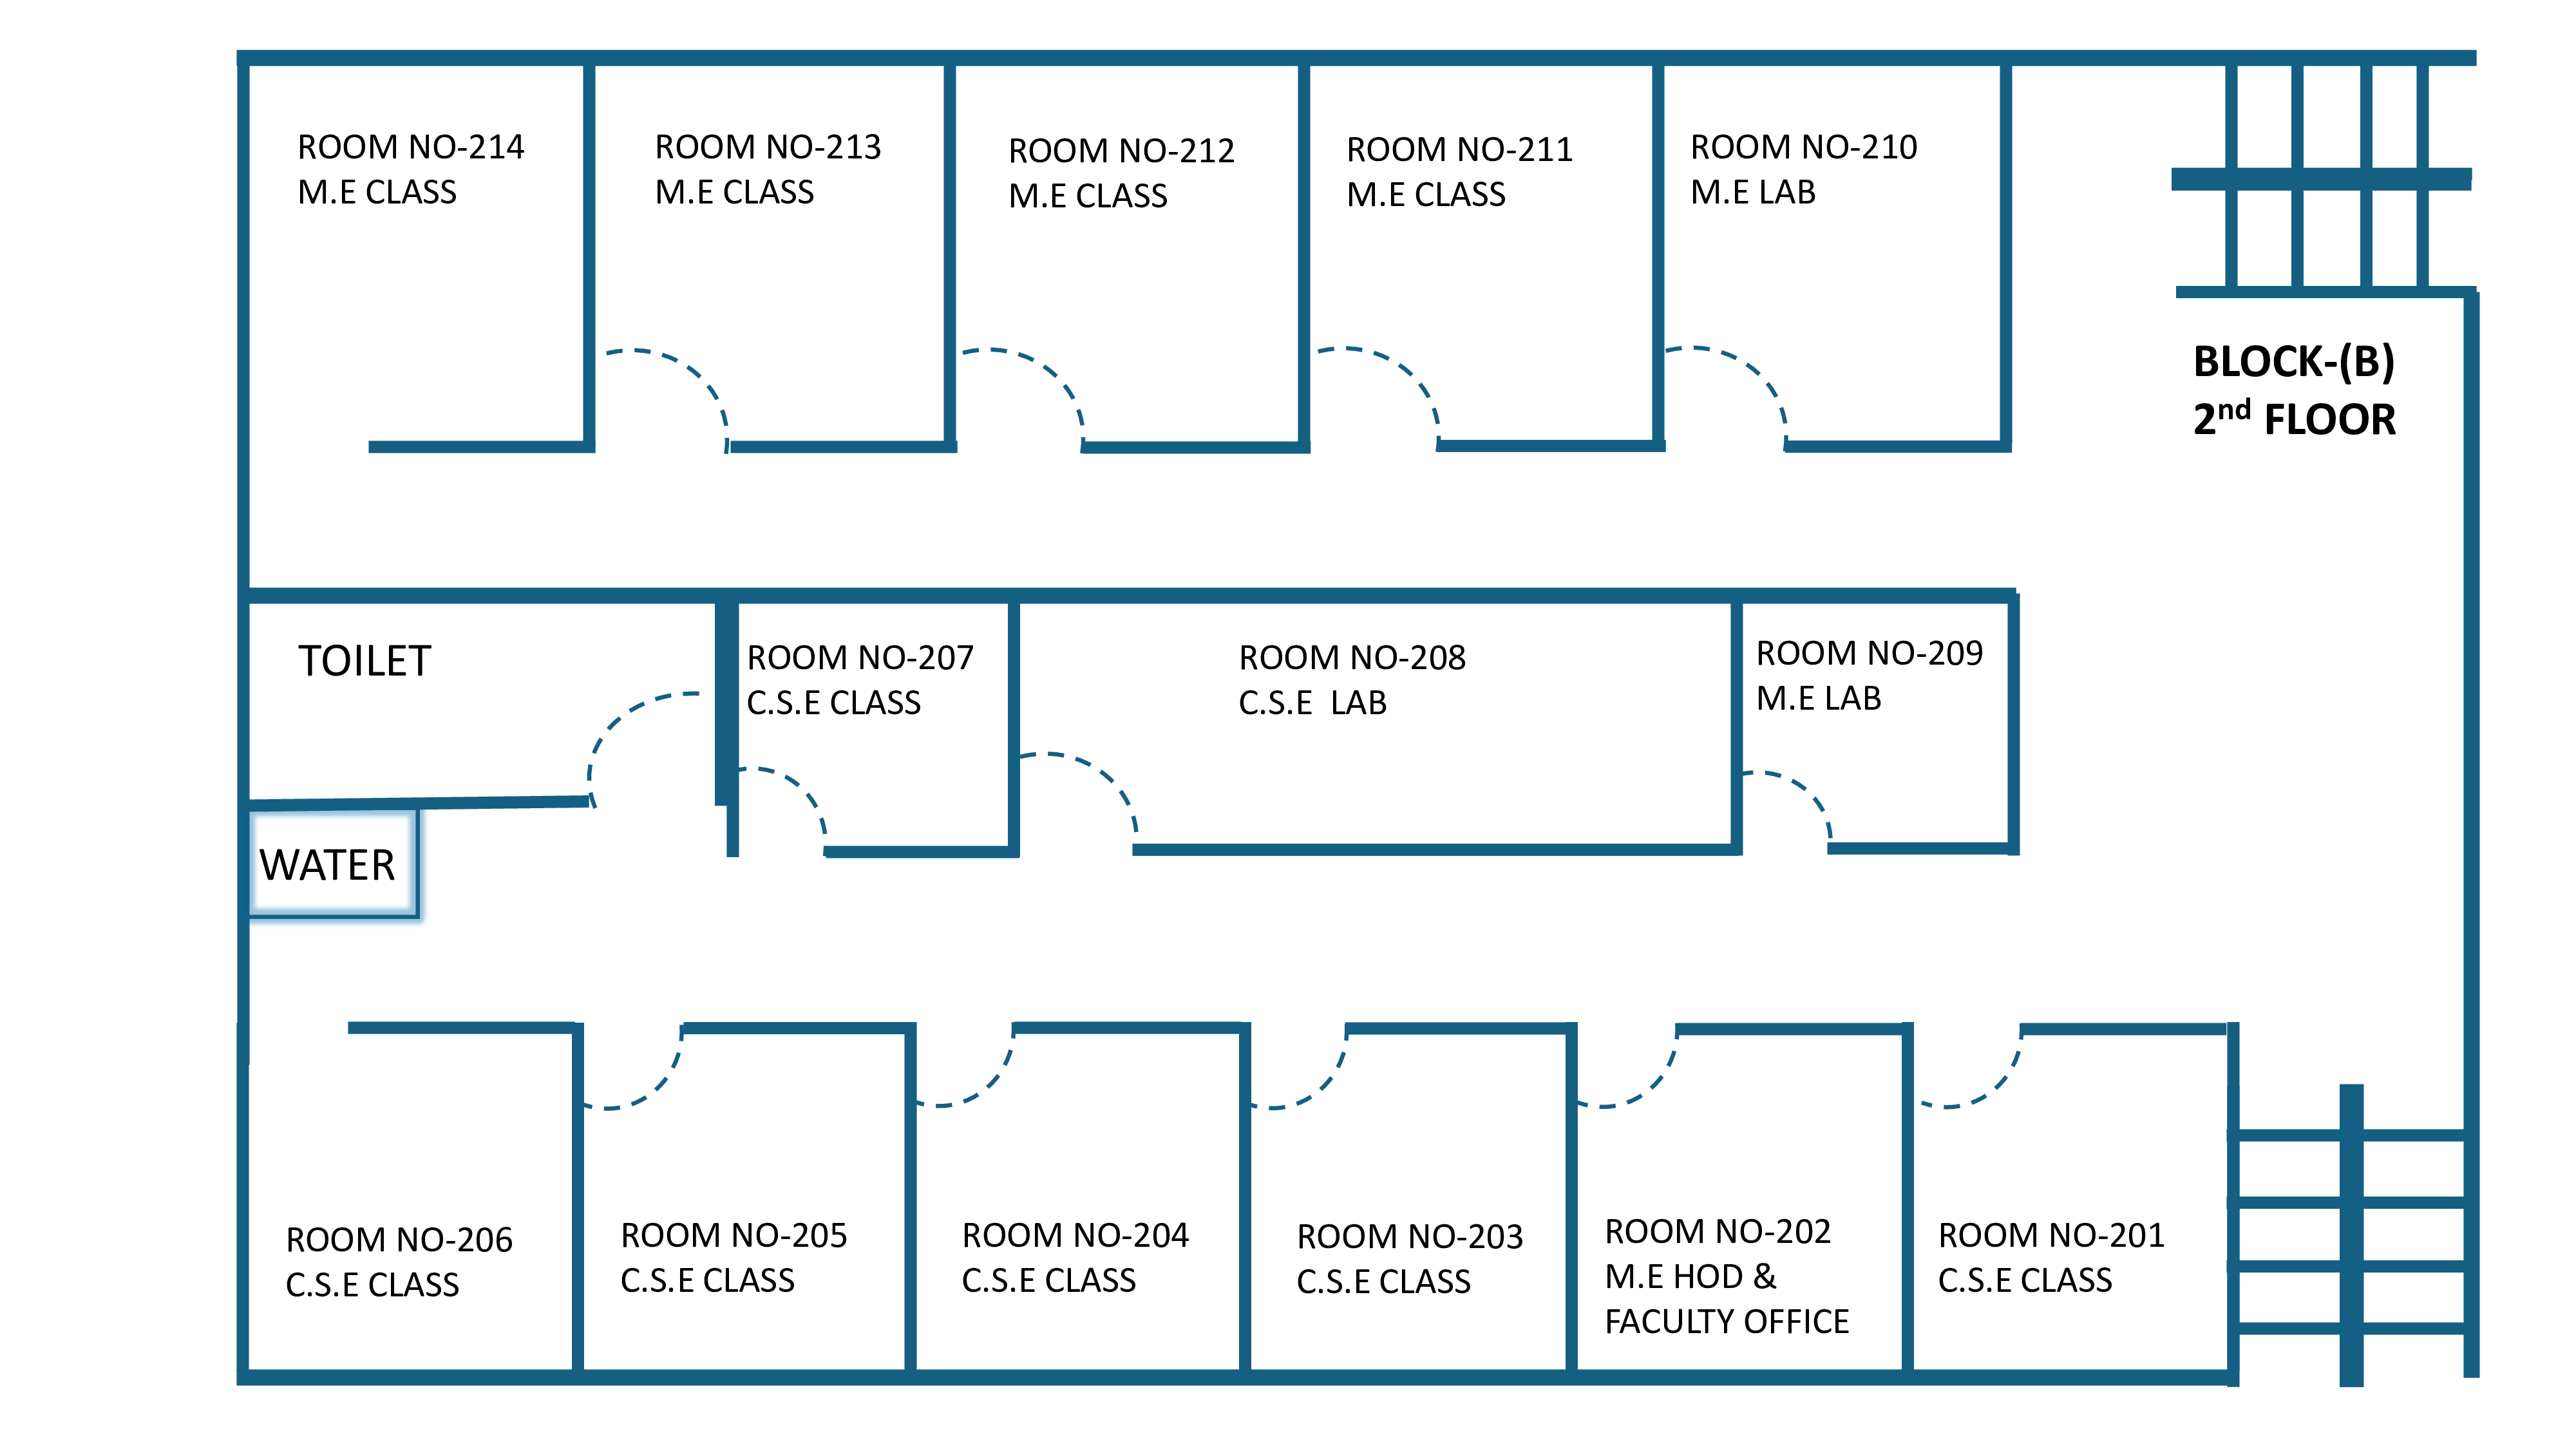 ROOM NO-214
M.E CLASS
ROOM NO-213
M.E CLASS
ROOM NO-212
M.E CLASS
ROOM NO-211
M.E CLASS
ROOM NO-210
M.E LAB
BLOCK-(B)
2nd FLOOR
TOILET
WATER
ROOM NO-207
C.S.E CLASS
ROOM NO-208
C.S.E  LAB
ROOM NO-209
M.E LAB
ROOM NO-206
C.S.E CLASS
ROOM NO-205
C.S.E CLASS
ROOM NO-204
C.S.E CLASS
ROOM NO-203
C.S.E CLASS
ROOM NO-202
M.E HOD &
FACULTY OFFICE
ROOM NO-201
C.S.E CLASS